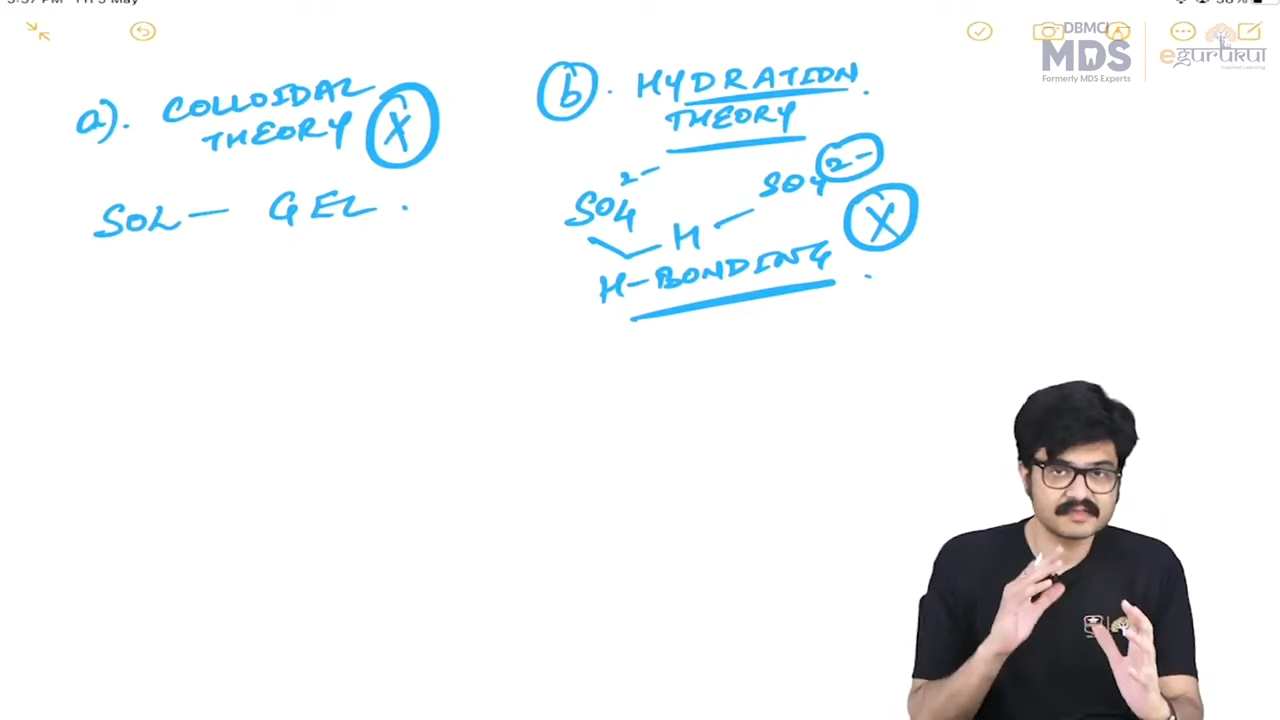 DBMCI
MDS
Formerly MDS Experts
egurukul
a). COLLOIDAL
THEORY X
SOL — GEL.
b. HYDRATION.
THEORY
SO4 2-
SO4 2-
H
X
H-BONDING.